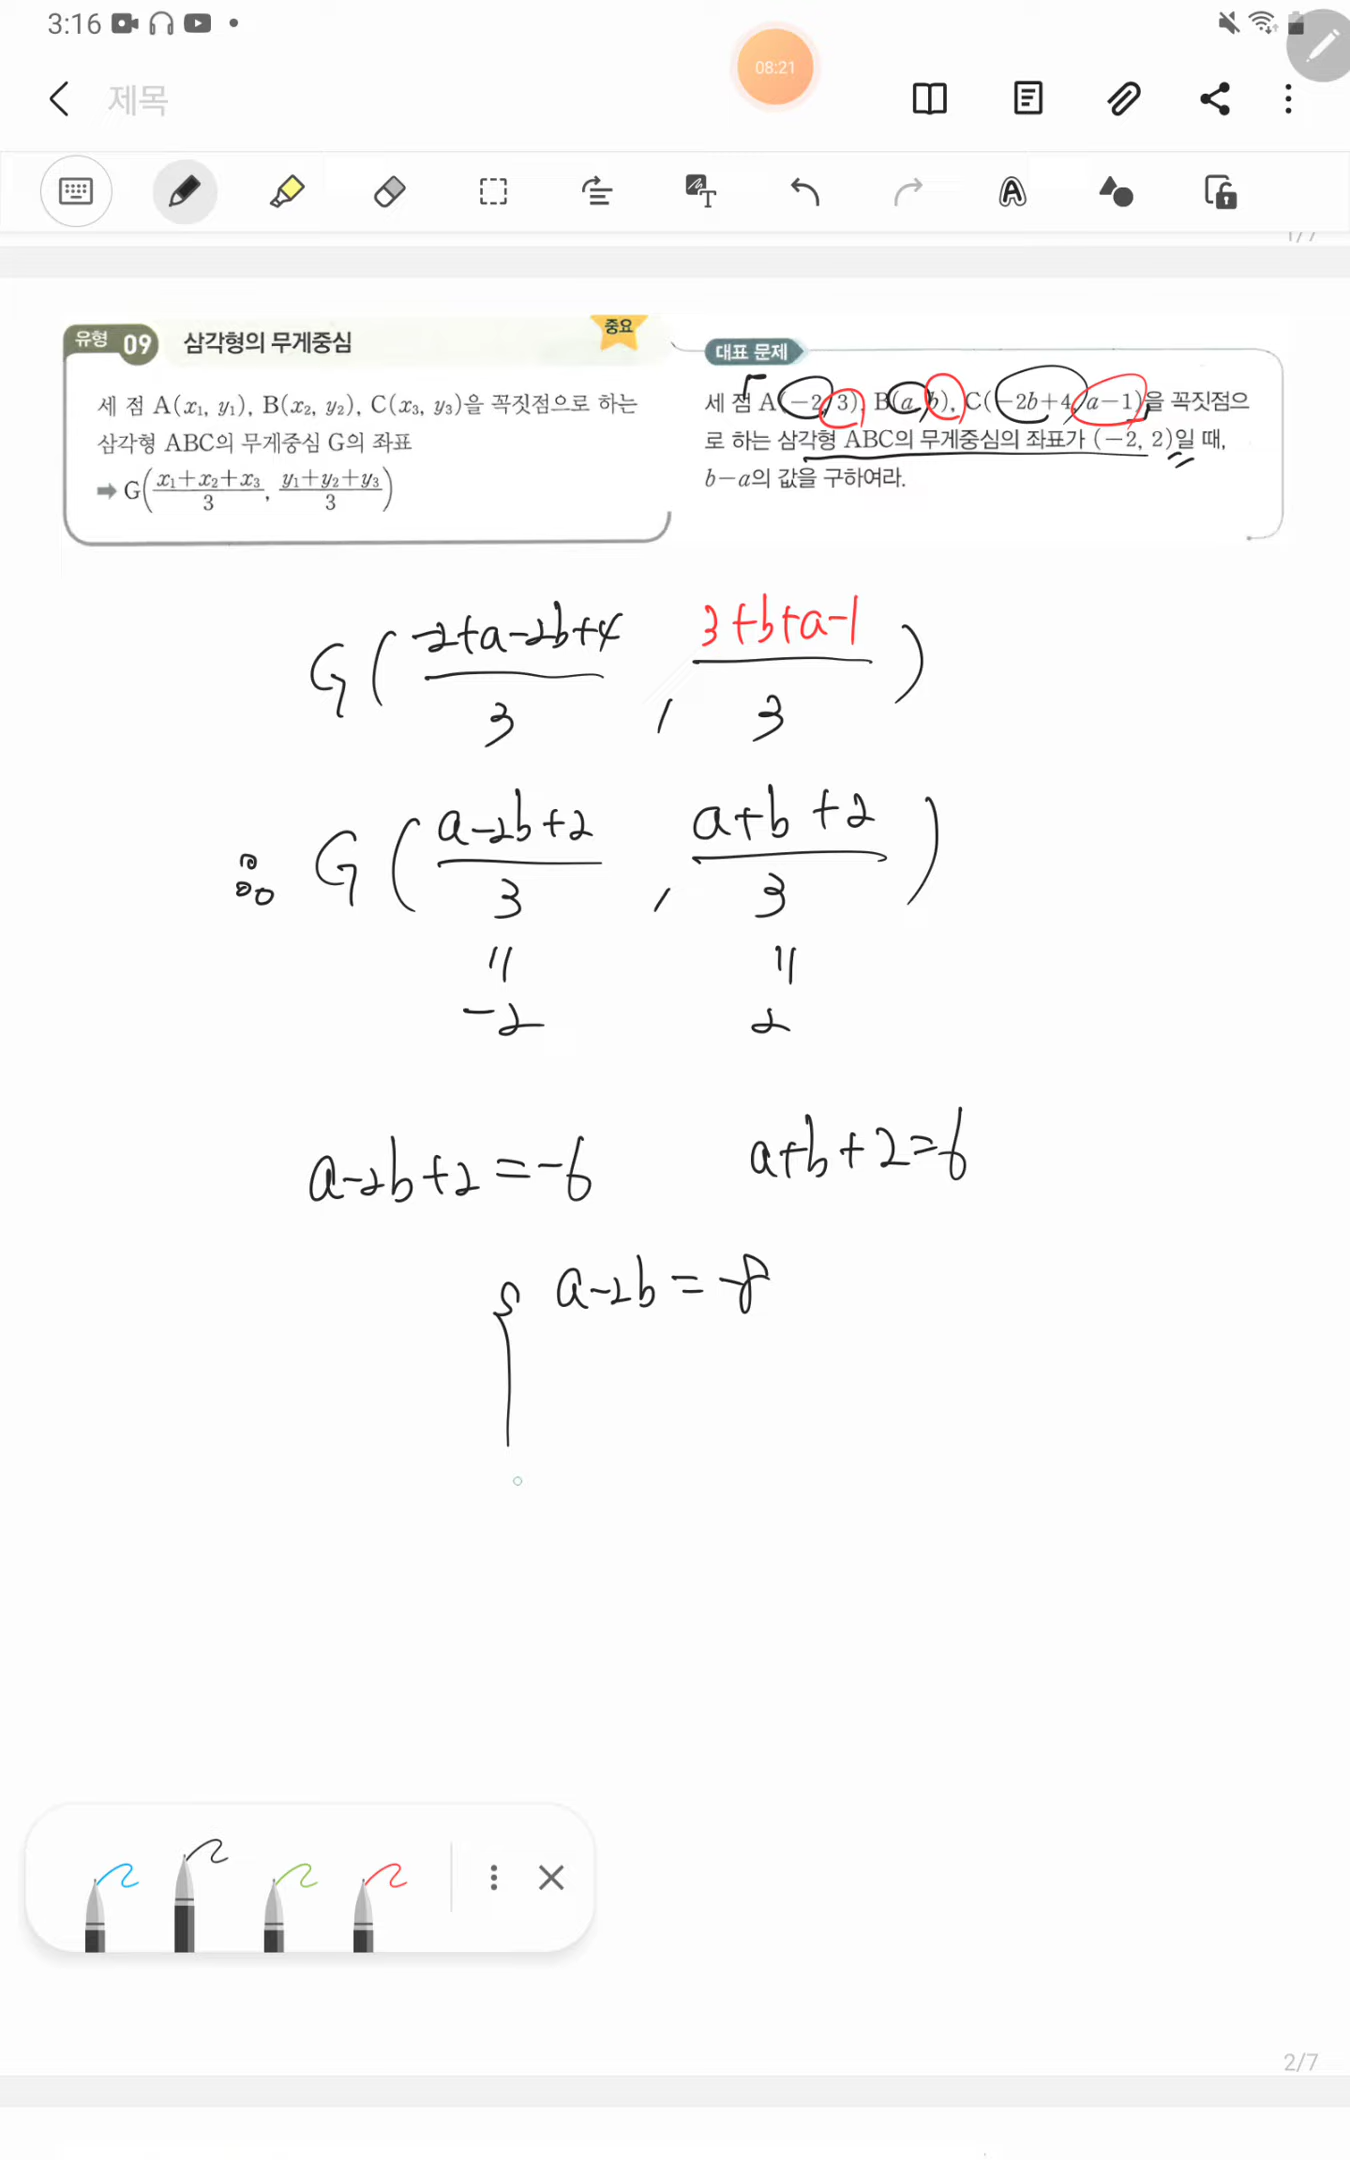 3:16
08:21
제목
1/7
유형 09 삼각형의 무게중심 중요
세 점 A(x₁, y₁), B(x₂, y₂), C(x₃, y₃)을 꼭짓점으로 하는
삼각형 ABC의 무게중심 G의 좌표
➡ G(x₁+x₂+x₃/3, y₁+y₂+y₃/3)
대표 문제
세 점 A(−2, 3), B(a, b), C(−2b+4, a−1)을 꼭짓점으
로 하는 삼각형 ABC의 무게중심의 좌표가 (−2, 2)일 때,
b−a의 값을 구하여라.
G(-2+a-2b+4/3, 3+b+a-1/3)
∴ G(a-2b+2/3, a+b+2/3)
= =
-2 2
a-2b+2=-6 a+b+2=6
{ a-2b=-8
2/7